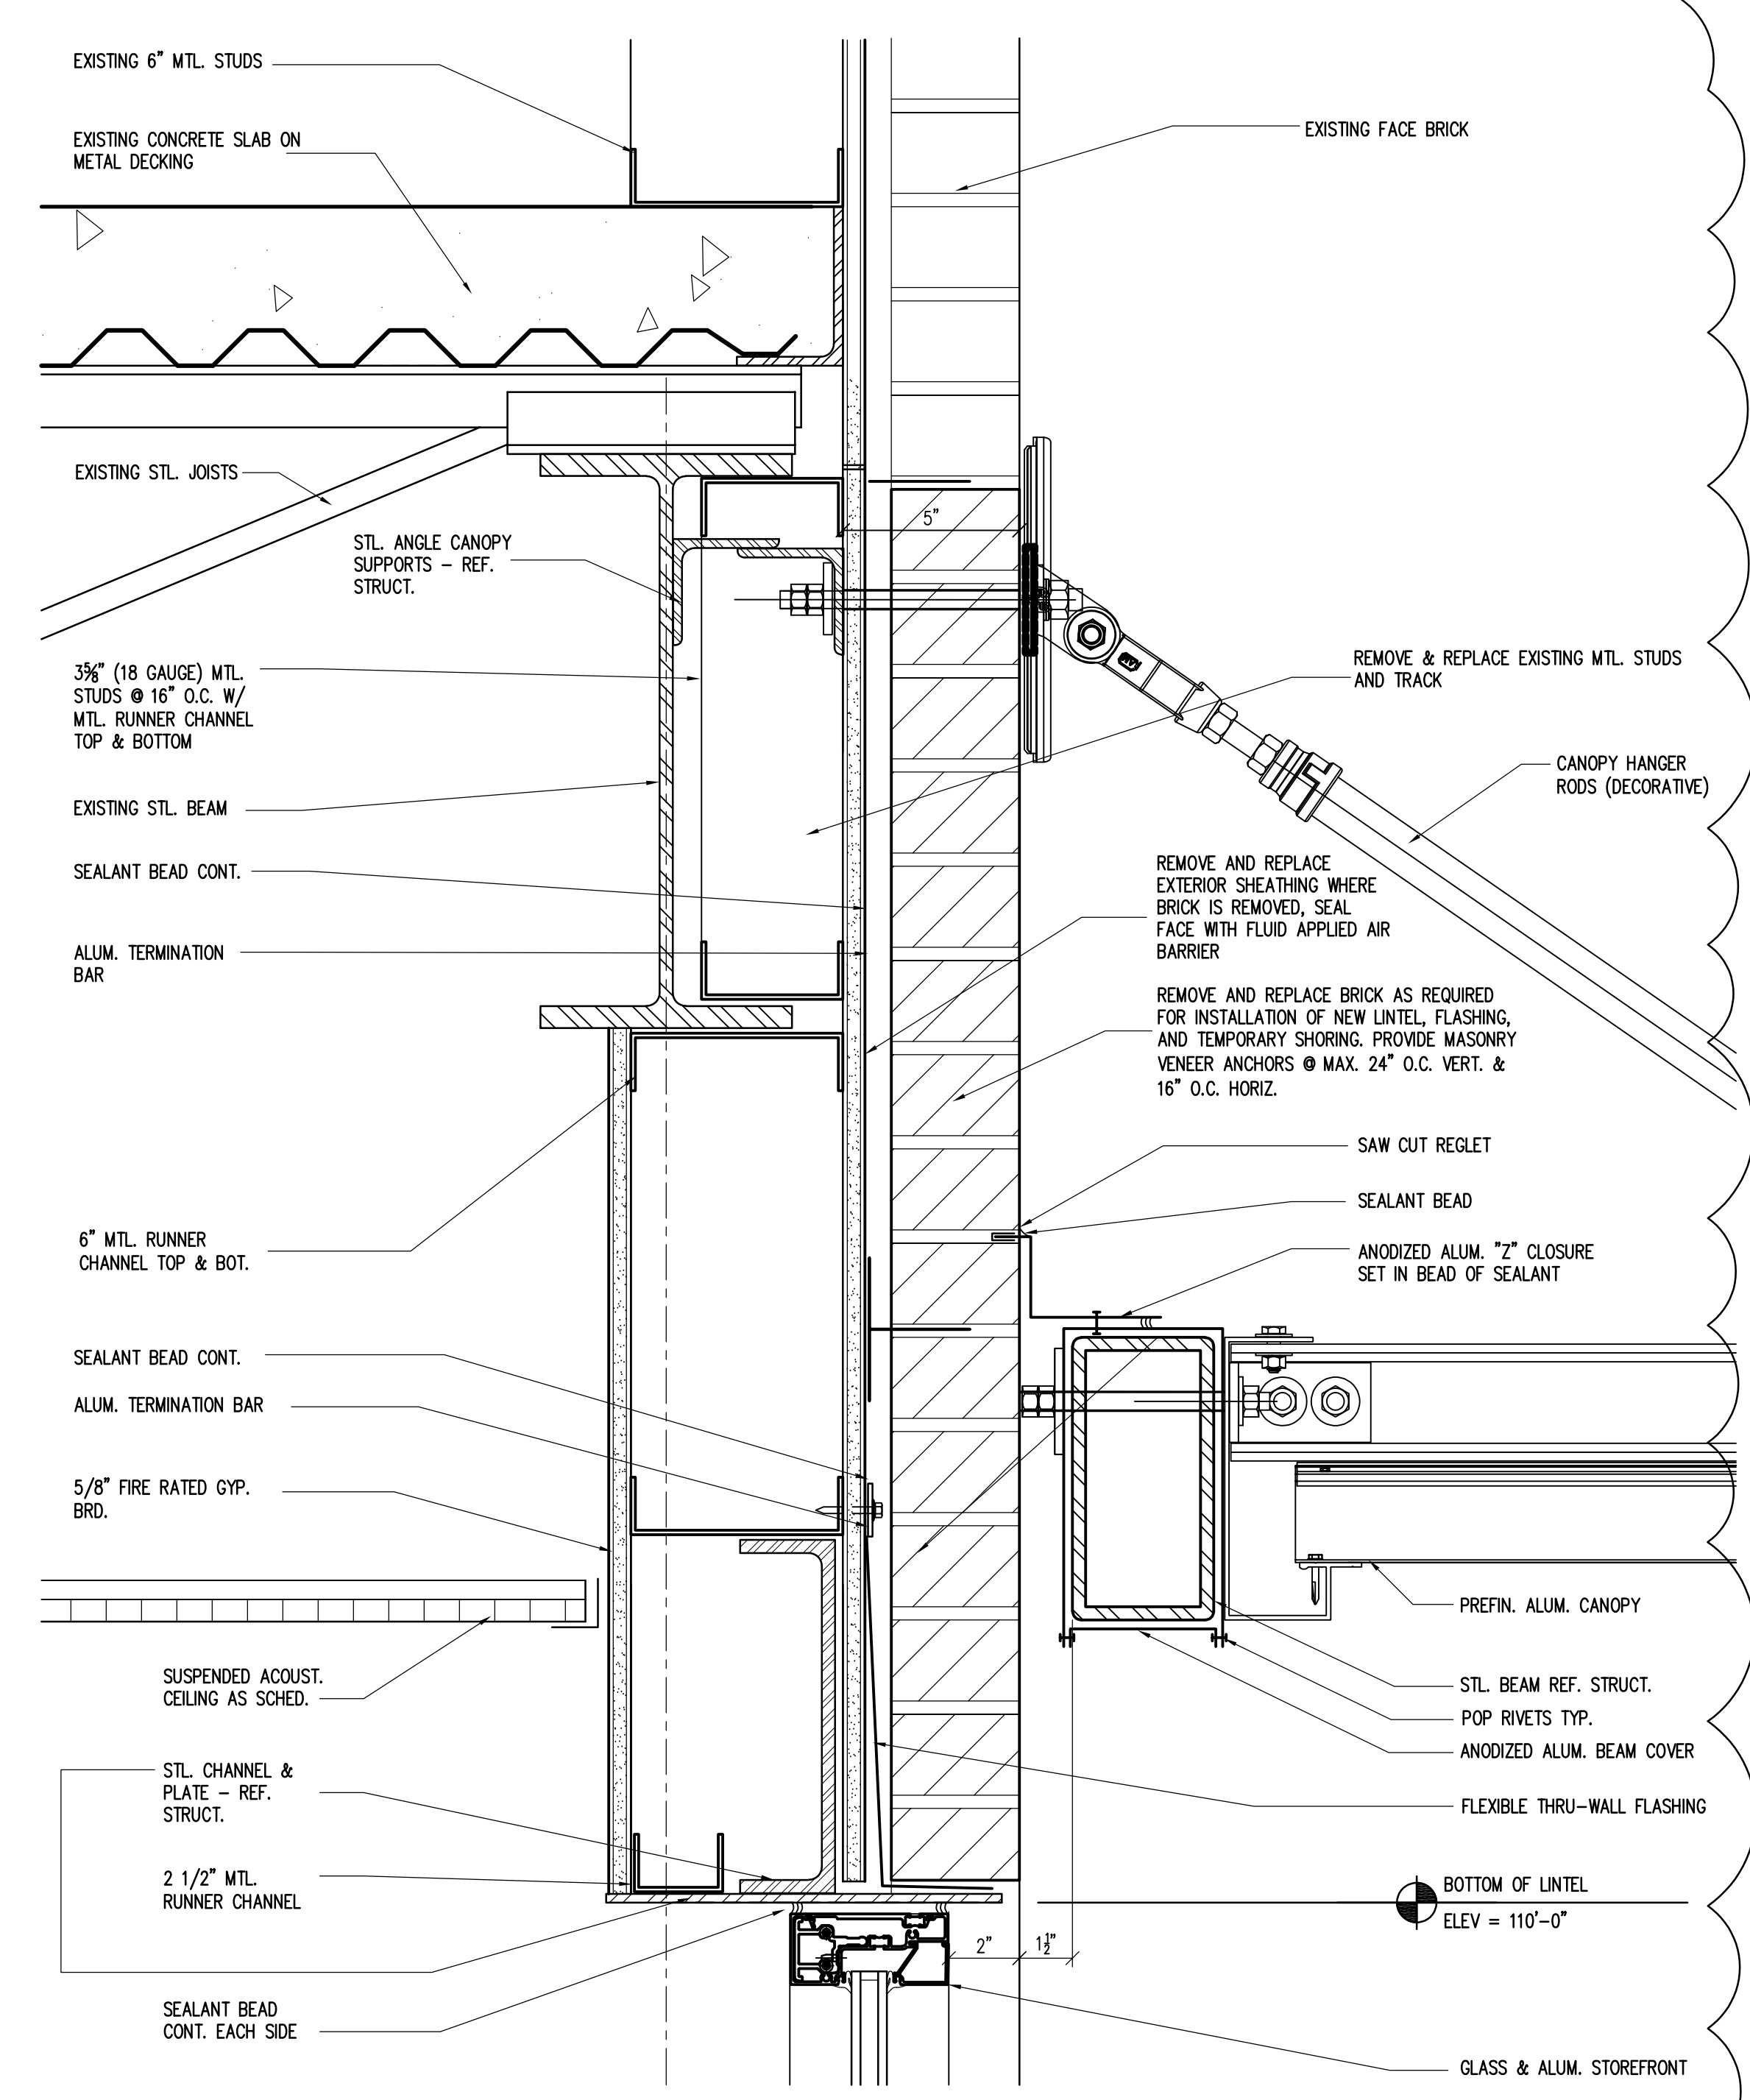 EXISTING 6" MTL. STUDS
EXISTING CONCRETE SLAB ON
METAL DECKING
EXISTING FACE BRICK
EXISTING STL. JOISTS
STL. ANGLE CANOPY
SUPPORTS – REF.
STRUCT.
5"
3⅝" (18 GAUGE) MTL.
STUDS @ 16" O.C. W/
MTL. RUNNER CHANNEL
TOP & BOTTOM
REMOVE & REPLACE EXISTING MTL. STUDS
AND TRACK
CANOPY HANGER
RODS (DECORATIVE)
EXISTING STL. BEAM
SEALANT BEAD CONT.
ALUM. TERMINATION
BAR
REMOVE AND REPLACE
EXTERIOR SHEATHING WHERE
BRICK IS REMOVED, SEAL
FACE WITH FLUID APPLIED AIR
BARRIER
REMOVE AND REPLACE BRICK AS REQUIRED
FOR INSTALLATION OF NEW LINTEL, FLASHING,
AND TEMPORARY SHORING. PROVIDE MASONRY
VENEER ANCHORS @ MAX. 24" O.C. VERT. &
16" O.C. HORIZ.
SAW CUT REGLET
SEALANT BEAD
6" MTL. RUNNER
CHANNEL TOP & BOT.
ANODIZED ALUM. "Z" CLOSURE
SET IN BEAD OF SEALANT
SEALANT BEAD CONT.
ALUM. TERMINATION BAR
5/8" FIRE RATED GYP.
BRD.
PREFIN. ALUM. CANOPY
SUSPENDED ACOUST.
CEILING AS SCHED.
STL. BEAM REF. STRUCT.
POP RIVETS TYP.
ANODIZED ALUM. BEAM COVER
STL. CHANNEL &
PLATE – REF.
STRUCT.
FLEXIBLE THRU-WALL FLASHING
2 1/2" MTL.
RUNNER CHANNEL
BOTTOM OF LINTEL
ELEV = 110'-0"
2"
1½"
SEALANT BEAD
CONT. EACH SIDE
GLASS & ALUM. STOREFRONT